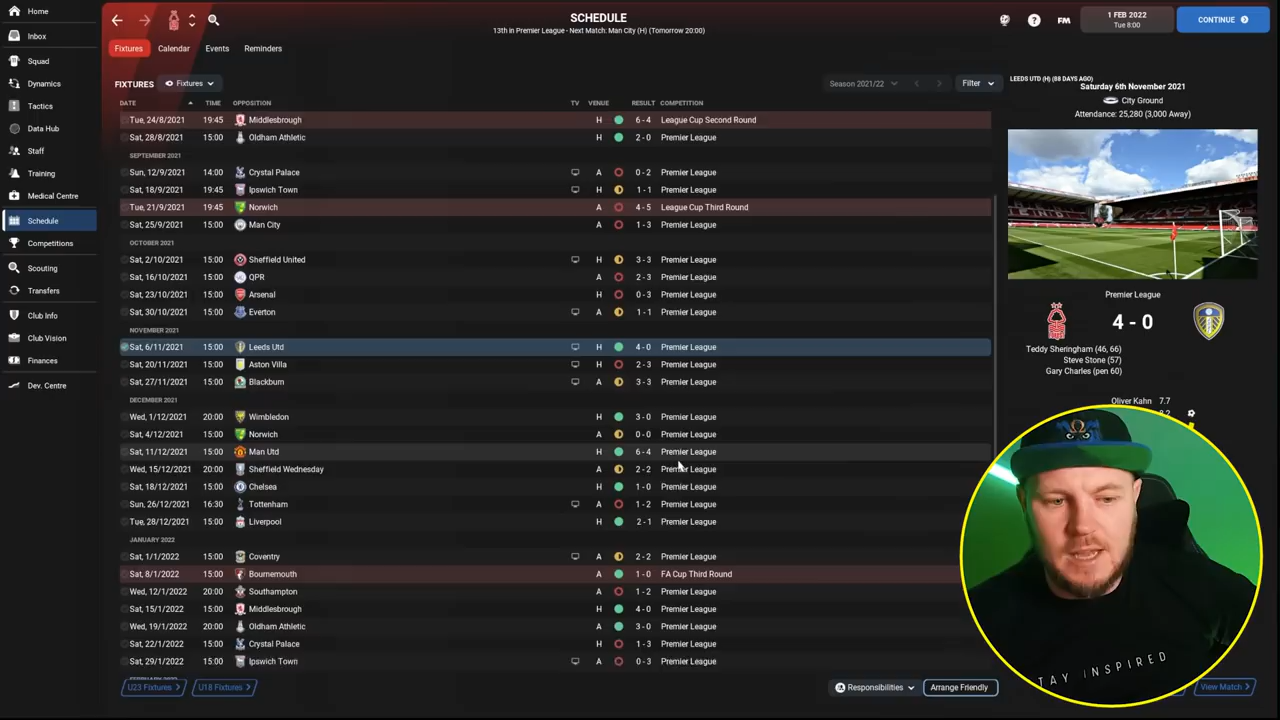 Home
Inbox
Squad
Dynamics
Tactics
Data Hub
Staff
Training
Medical Centre
Schedule
Competitions
Scouting
Transfers
Club Info
Club Vision
Finances
Dev. Centre
SCHEDULE
13th in Premier League - Next Match: Man City (H) (Tomorrow 20:00)
FM
1 FEB 2022
Tue 8:00
CONTINUE
Fixtures Calendar Events Reminders
FIXTURES Fixtures Season 2021/22 Filter
DATE TIME OPPOSITION TV VENUE RESULT COMPETITION
Tue, 24/8/2021 19:45 Middlesbrough H 6 - 4 League Cup Second Round
Sat, 28/8/2021 15:00 Oldham Athletic H 2 - 0 Premier League
SEPTEMBER 2021
Sun, 12/9/2021 14:00 Crystal Palace A 0 - 2 Premier League
Sat, 18/9/2021 19:45 Ipswich Town H 1 - 1 Premier League
Tue, 21/9/2021 19:45 Norwich A 4 - 5 League Cup Third Round
Sat, 25/9/2021 15:00 Man City A 1 - 3 Premier League
OCTOBER 2021
Sat, 2/10/2021 15:00 Sheffield United H 3 - 3 Premier League
Sat, 16/10/2021 15:00 QPR A 2 - 3 Premier League
Sat, 23/10/2021 15:00 Arsenal H 0 - 3 Premier League
Sat, 30/10/2021 15:00 Everton A 1 - 1 Premier League
NOVEMBER 2021
Sat, 6/11/2021 15:00 Leeds Utd H 4 - 0 Premier League
Sat, 20/11/2021 15:00 Aston Villa H 2 - 3 Premier League
Sat, 27/11/2021 15:00 Blackburn A 3 - 3 Premier League
DECEMBER 2021
Wed, 1/12/2021 20:00 Wimbledon H 3 - 0 Premier League
Sat, 4/12/2021 15:00 Norwich A 0 - 0 Premier League
Sat, 11/12/2021 15:00 Man Utd H 6 - 4 Premier League
Wed, 15/12/2021 20:00 Sheffield Wednesday A 2 - 2 Premier League
Sat, 18/12/2021 15:00 Chelsea H 1 - 0 Premier League
Sun, 26/12/2021 16:30 Tottenham A 1 - 2 Premier League
Tue, 28/12/2021 15:00 Liverpool H 2 - 1 Premier League
JANUARY 2022
Sat, 1/1/2022 15:00 Coventry A 2 - 2 Premier League
Sat, 8/1/2022 15:00 Bournemouth A 1 - 0 FA Cup Third Round
Wed, 12/1/2022 20:00 Southampton A 1 - 2 Premier League
Sat, 15/1/2022 15:00 Middlesbrough H 4 - 0 Premier League
Wed, 19/1/2022 20:00 Oldham Athletic A 3 - 0 Premier League
Sat, 22/1/2022 15:00 Crystal Palace H 1 - 3 Premier League
Sat, 29/1/2022 15:00 Ipswich Town A 0 - 3 Premier League
U23 Fixtures U18 Fixtures Responsibilities Arrange Friendly
LEEDS UTD (H) (88 DAYS AGO)
Saturday 6th November 2021
City Ground
Attendance: 25,280 (3,000 Away)
Premier League
4 - 0
Teddy Sheringham (46, 66)
Steve Stone (57)
Gary Charles (pen 60)
Oliver Kahn 7.7
TAY INSPIRED
View Match